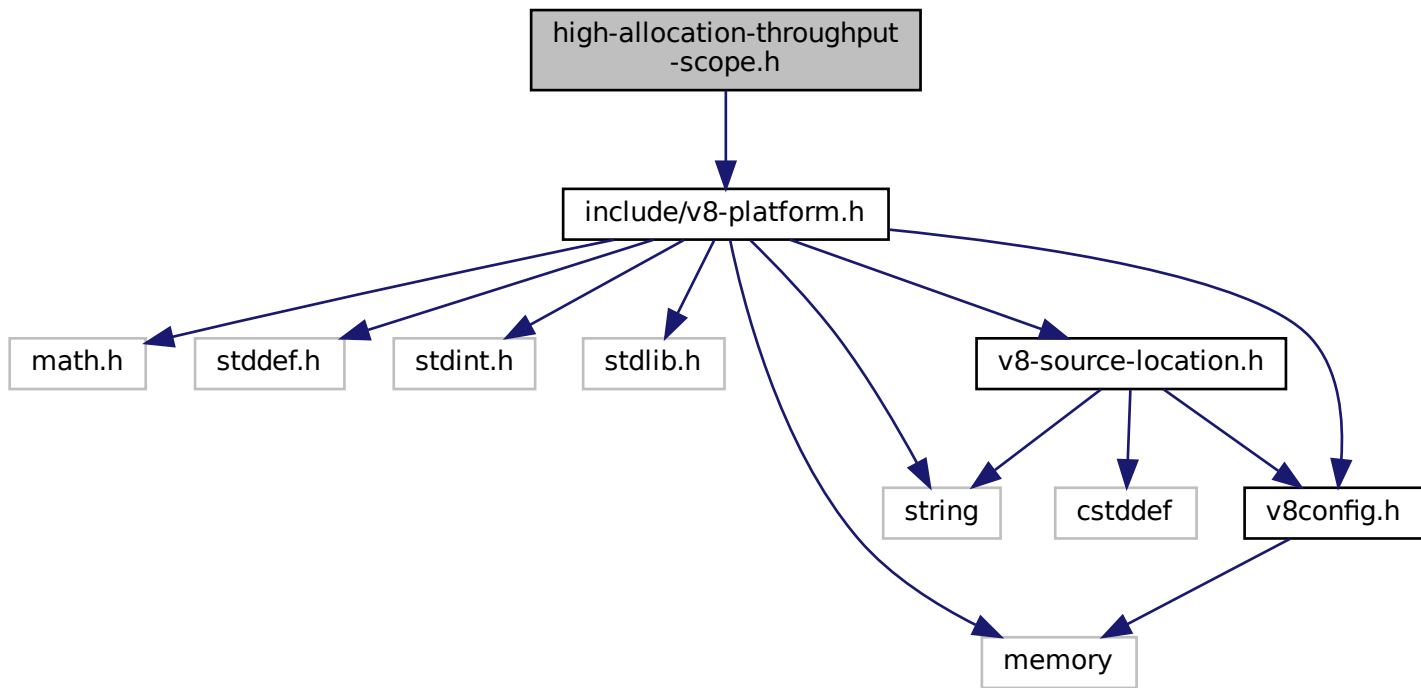 high-allocation-throughput
-scope.h
include/v8-platform.h
math.h
stddef.h
stdint.h
stdlib.h
v8-source-location.h
string
cstddef
v8config.h
memory